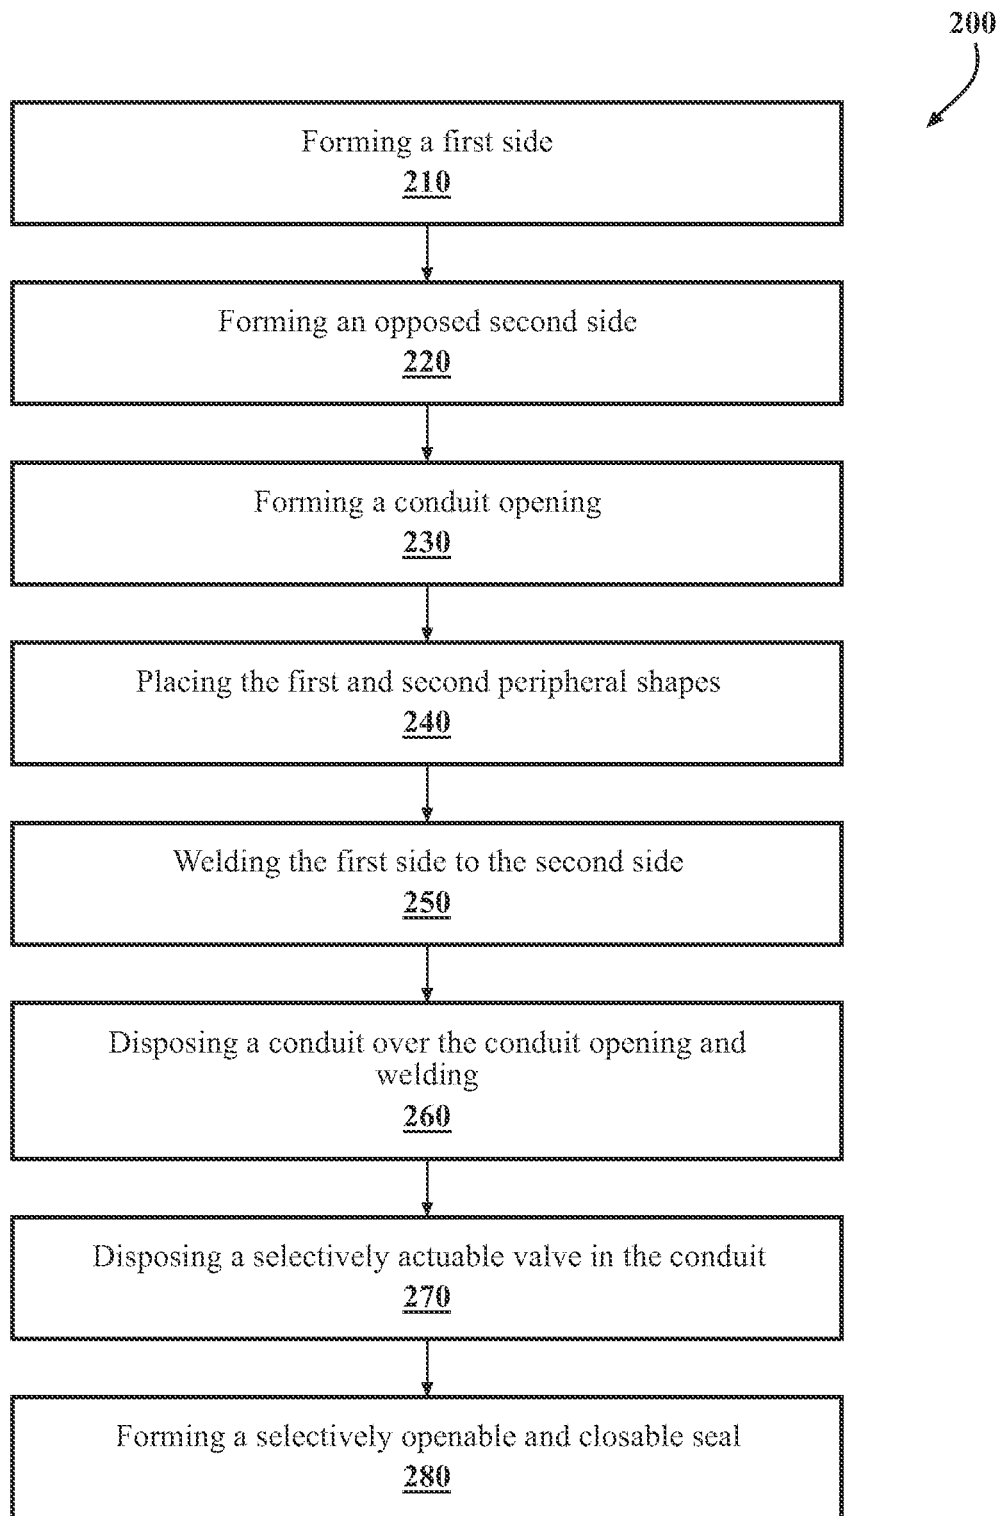 200
Forming a first side
210
Forming an opposed second side
220
Forming a conduit opening
230
Placing the first and second peripheral shapes
240
Welding the first side to the second side
250
Disposing a conduit over the conduit opening and
welding
260
Disposing a selectively actuable valve in the conduit
270
Forming a selectively openable and closable seal
280